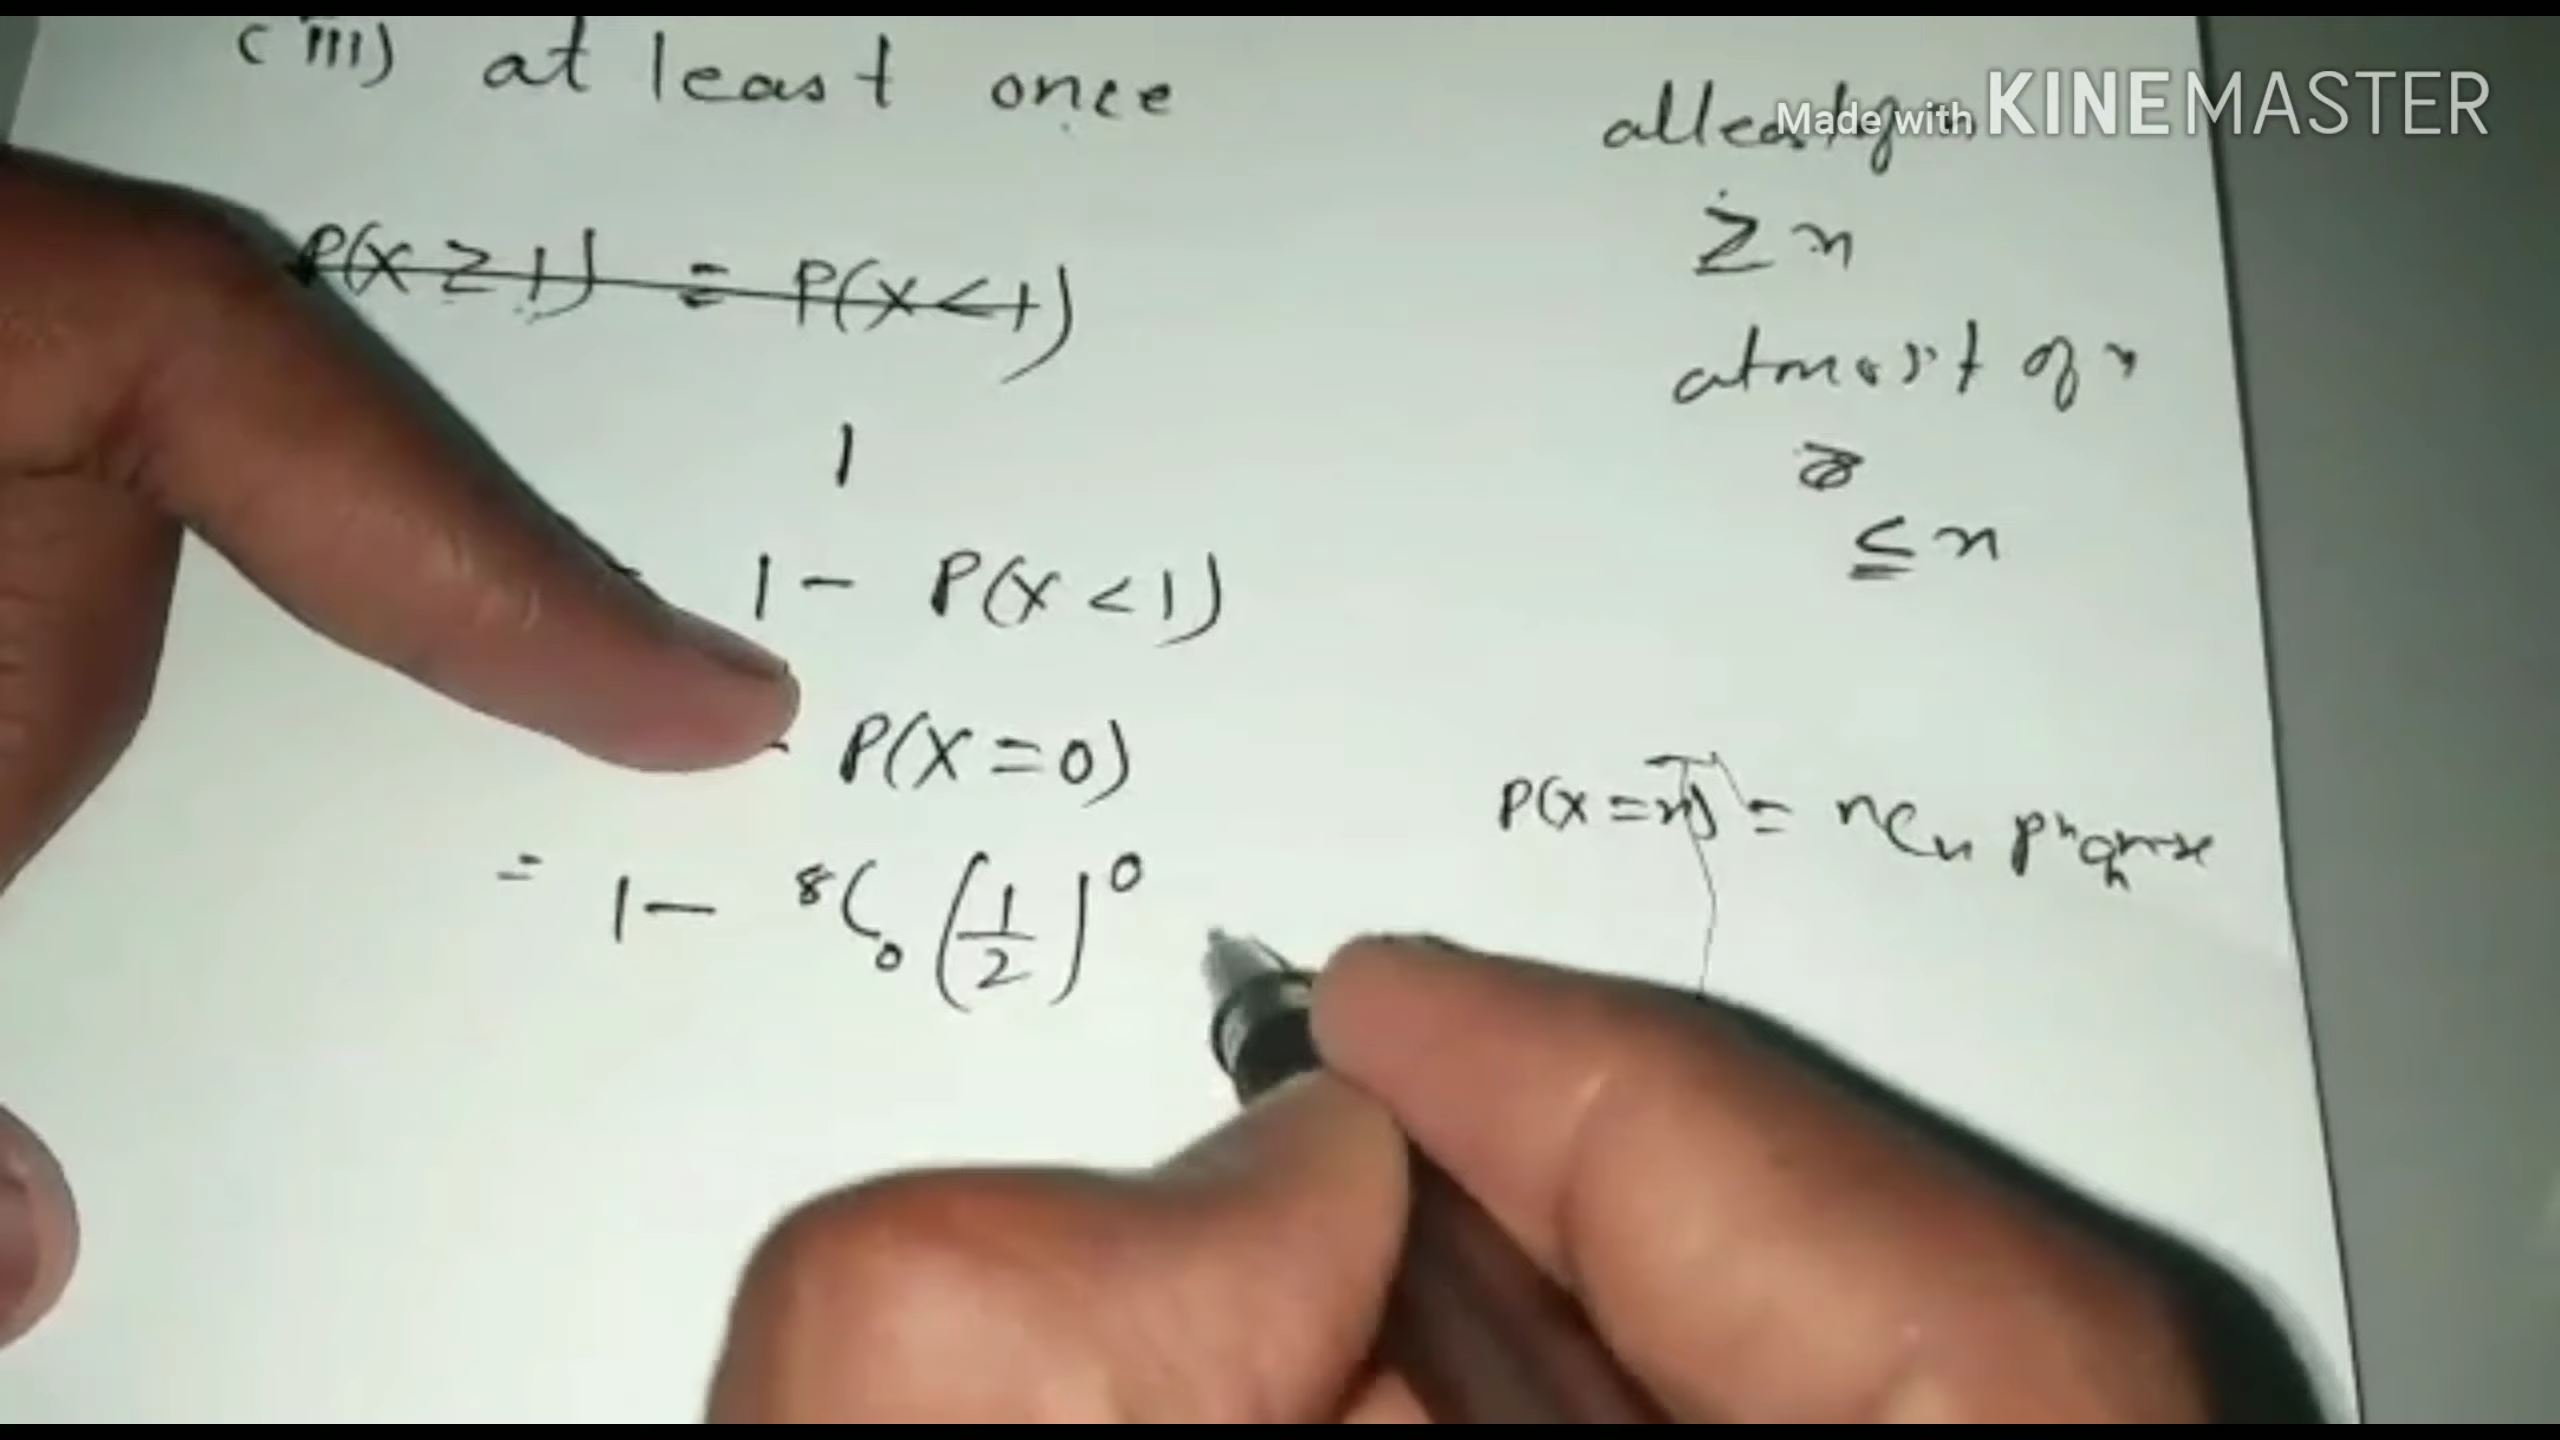 (iii) at least once
Made with KINEMASTER
P(X ≥ 1) = P(X < 1)
≥ n
atmost of
1
≤ n
1 - P(X < 1)
- P(X = 0)
P(X = x) = nCx p^x q^n-x
= 1 - ⁸C₀ (1/2)⁰